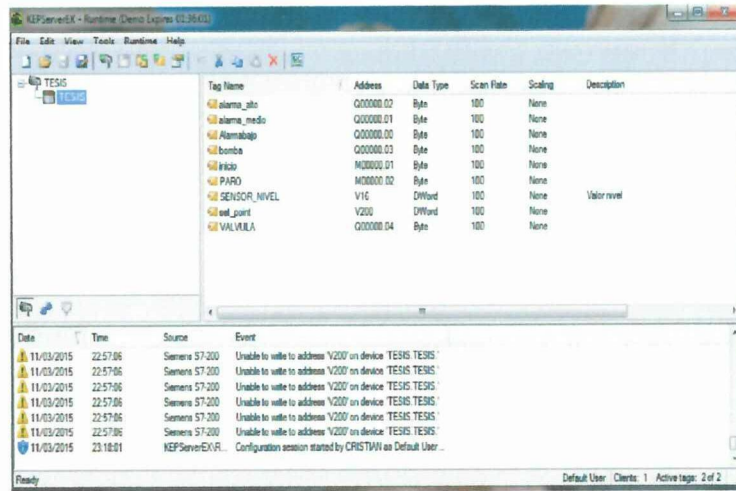 KEPServerEX - Runtime (Demo Expires 01:36:01)
File Edit View Tools Runtime Help
TESIS
TESIS
Tag Name Address Data Type Scan Rate Scaling Description
alarma_alto Q00000.02 Byte 100 None
alarma_medio Q00000.01 Byte 100 None
Alarmabajo Q00000.00 Byte 100 None
bomba Q00000.03 Byte 100 None
inicio M00000.01 Byte 100 None
PARO M00000.02 Byte 100 None
SENSOR_NIVEL V16 DWord 100 None Valor nivel
set_point V200 DWord 100 None
VALVULA Q00000.04 Byte 100 None
Date Time Source Event
11/03/2015 22:57:06 Siemens S7-200 Unable to write to address 'V200' on device 'TESIS.TESIS.'
11/03/2015 22:57:06 Siemens S7-200 Unable to write to address 'V200' on device 'TESIS.TESIS.'
11/03/2015 22:57:06 Siemens S7-200 Unable to write to address 'V200' on device 'TESIS.TESIS.'
11/03/2015 22:57:06 Siemens S7-200 Unable to write to address 'V200' on device 'TESIS.TESIS.'
11/03/2015 22:57:06 Siemens S7-200 Unable to write to address 'V200' on device 'TESIS.TESIS.'
11/03/2015 22:57:06 Siemens S7-200 Unable to write to address 'V200' on device 'TESIS.TESIS.'
11/03/2015 23:18:01 KEPServerEX\R... Configuration session started by CRISTIAN as Default User...
Ready Default User Clients: 1 Active tags: 2 of 2